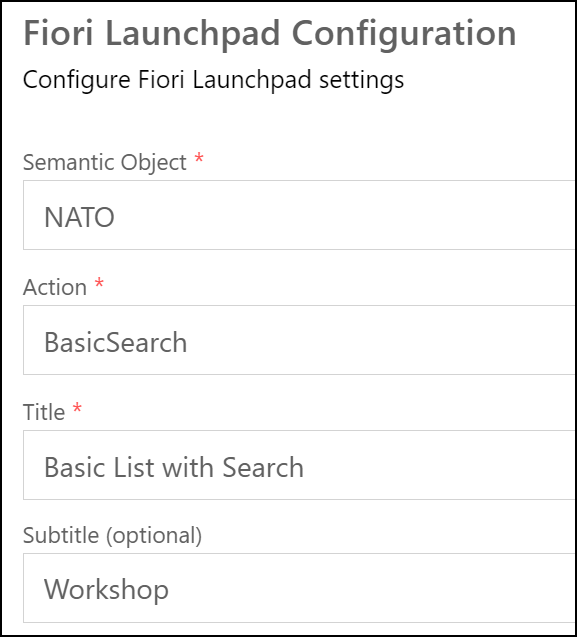 Fiori Launchpad Configuration
Configure Fiori Launchpad settings
Semantic Object *
NATO
Action *
BasicSearch
Title *
Basic List with Search
Subtitle (optional)
Workshop